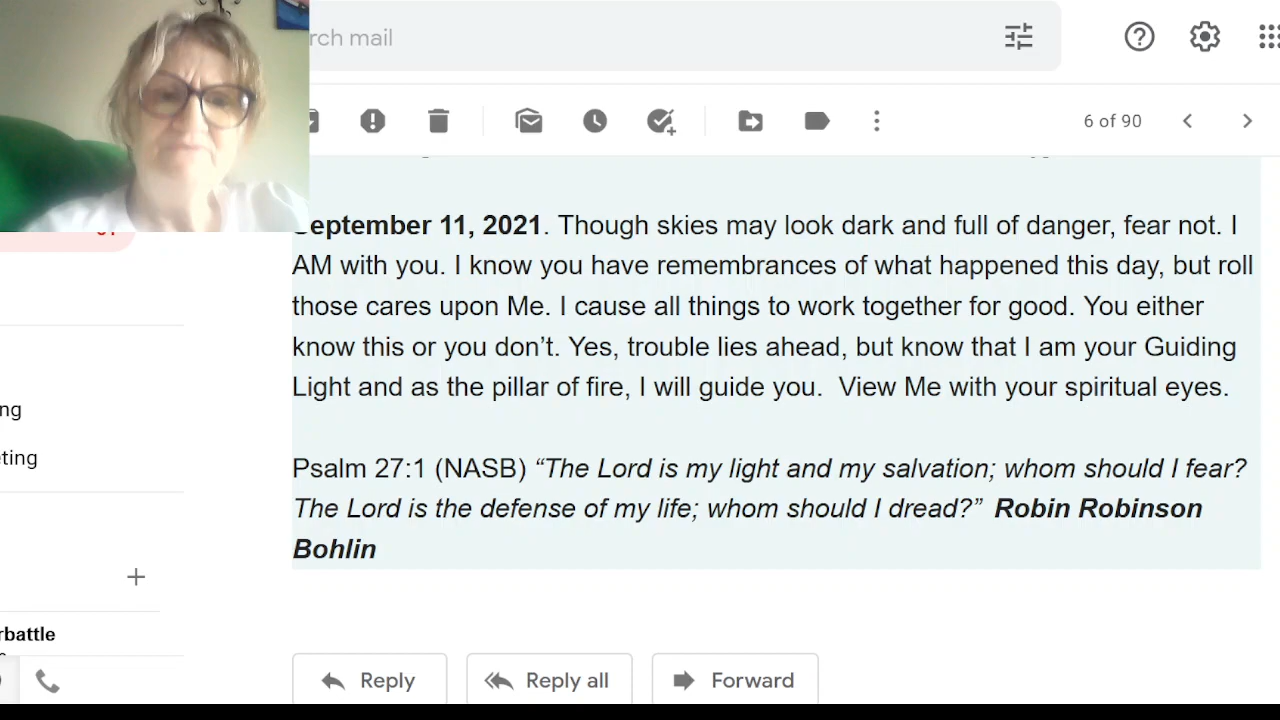 rch mail
6 of 90
September 11, 2021. Though skies may look dark and full of danger, fear not. I
AM with you. I know you have remembrances of what happened this day, but roll
those cares upon Me. I cause all things to work together for good. You either
know this or you don’t. Yes, trouble lies ahead, but know that I am your Guiding
Light and as the pillar of fire, I will guide you.  View Me with your spiritual eyes.
ng
eting
Psalm 27:1 (NASB) “The Lord is my light and my salvation; whom should I fear?
The Lord is the defense of my life; whom should I dread?”  Robin Robinson
Bohlin
rbattle
Reply
Reply all
Forward